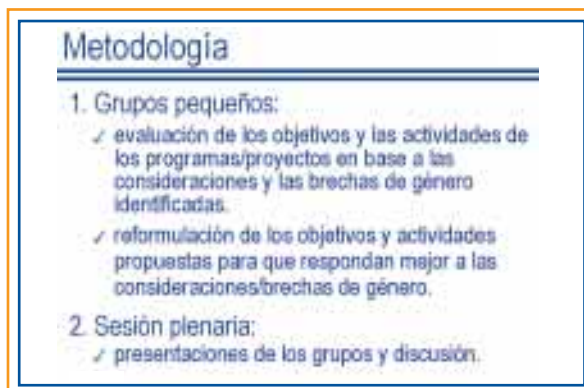 Metodología
1. Grupos pequeños:
✓ evaluación de los objetivos y las actividades de
los programas/proyectos en base a las
consideraciones y las brechas de género
identificadas.
✓ reformulación de los objetivos y actividades
propuestas para que respondan mejor a las
consideraciones/brechas de género.
2. Sesión plenaria:
✓ presentaciones de los grupos y discusión.